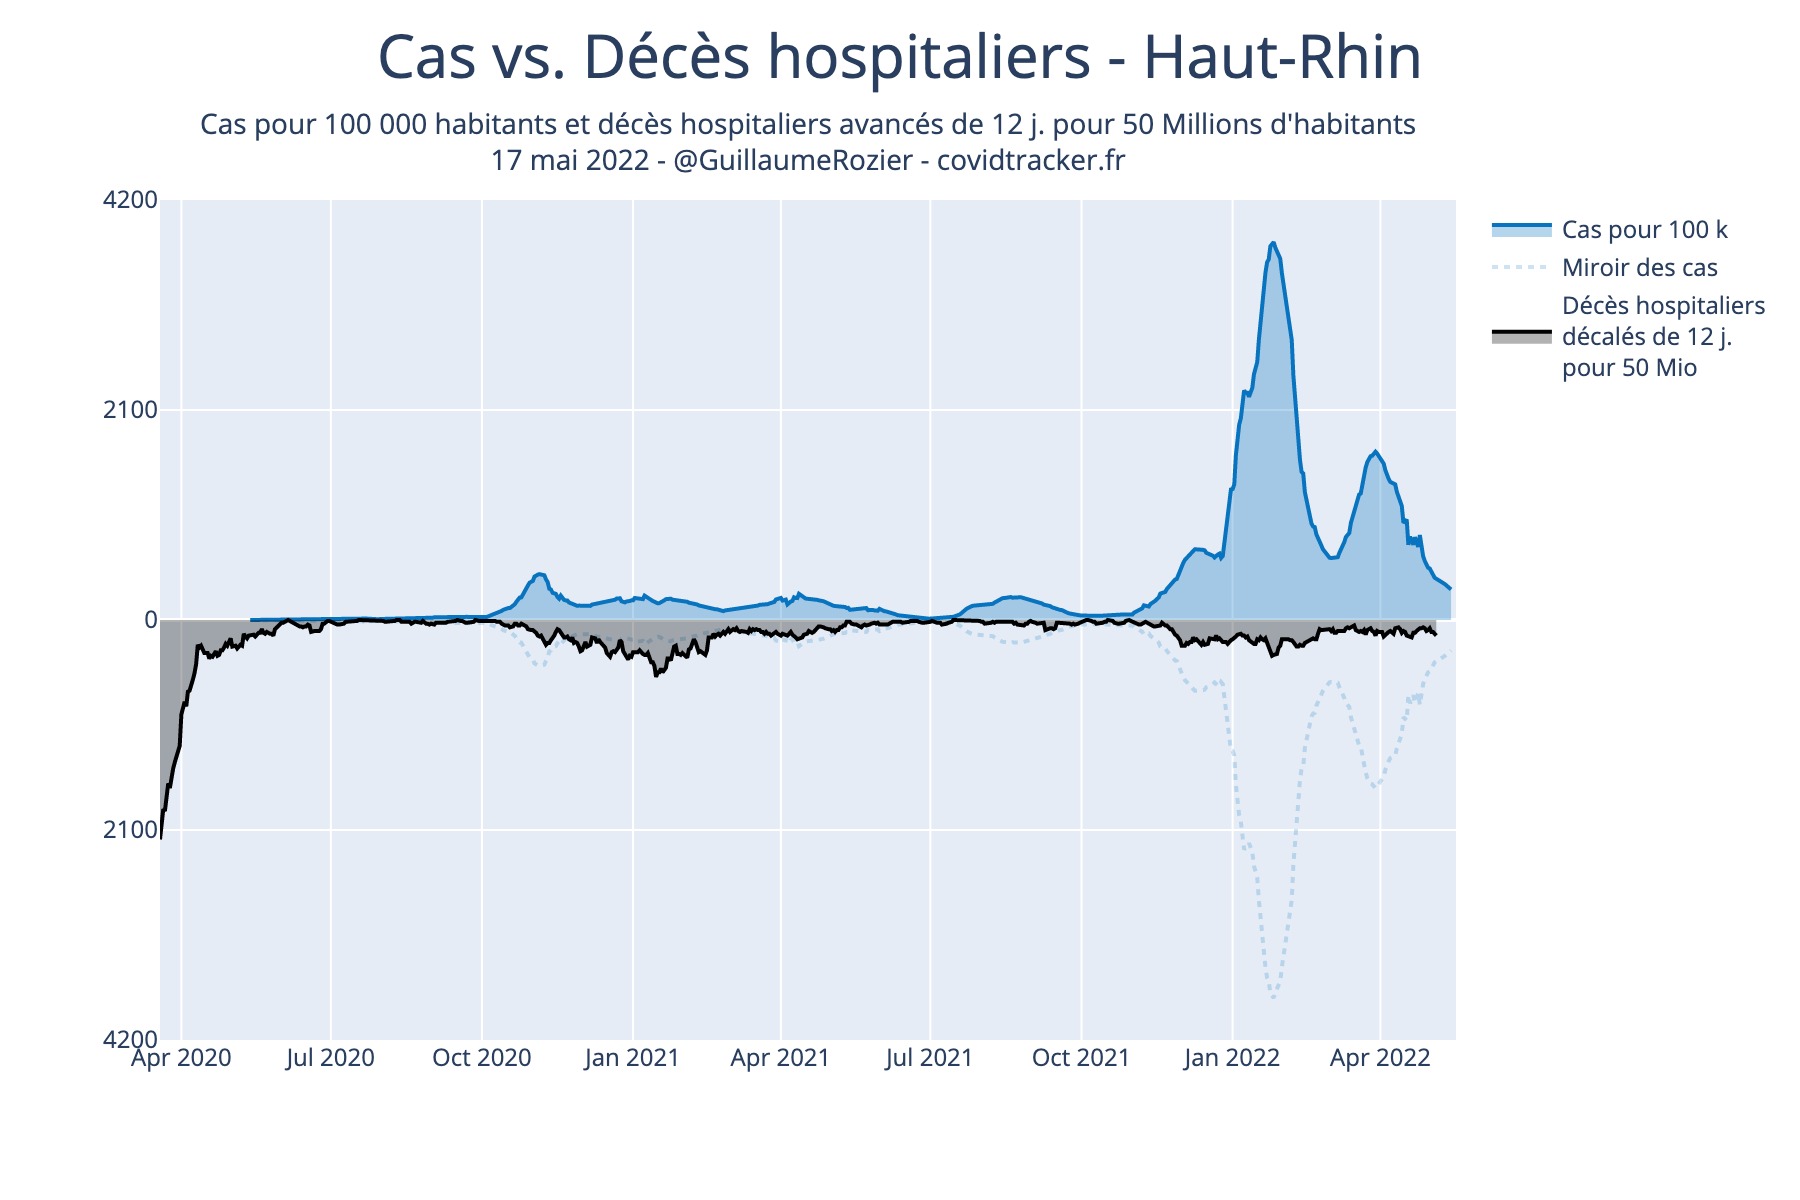 Cas vs. Décès hospitaliers - Haut-Rhin
Cas pour 100 000 habitants et décès hospitaliers avancés de 12 j. pour 50 Millions d'habitants
17 mai 2022 - @GuillaumeRozier - covidtracker.fr
4200
2100
0
2100
4200
Apr 2020 Jul 2020 Oct 2020 Jan 2021 Apr 2021 Jul 2021 Oct 2021 Jan 2022 Apr 2022
Cas pour 100 k
Miroir des cas
Décès hospitaliers
décalés de 12 j.
pour 50 Mio